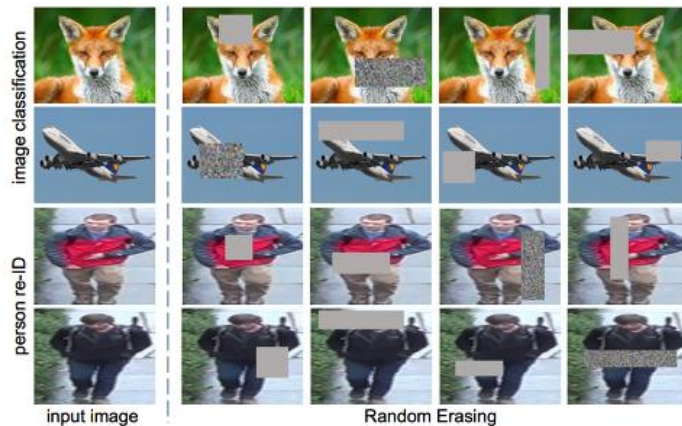 image classification
person re-ID
input image
Random Erasing